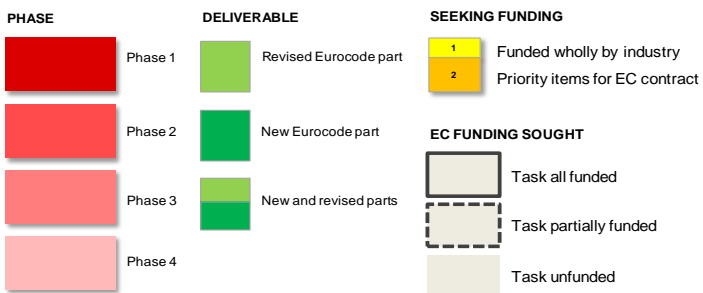 PHASE
Phase 1
Phase 2
Phase 3
Phase 4
DELIVERABLE
Revised Eurocode part
New Eurocode part
New and revised parts
SEEKING FUNDING
1
Funded wholly by industry
2
Priority items for EC contract
EC FUNDING SOUGHT
Task all funded
Task partially funded
Task unfunded